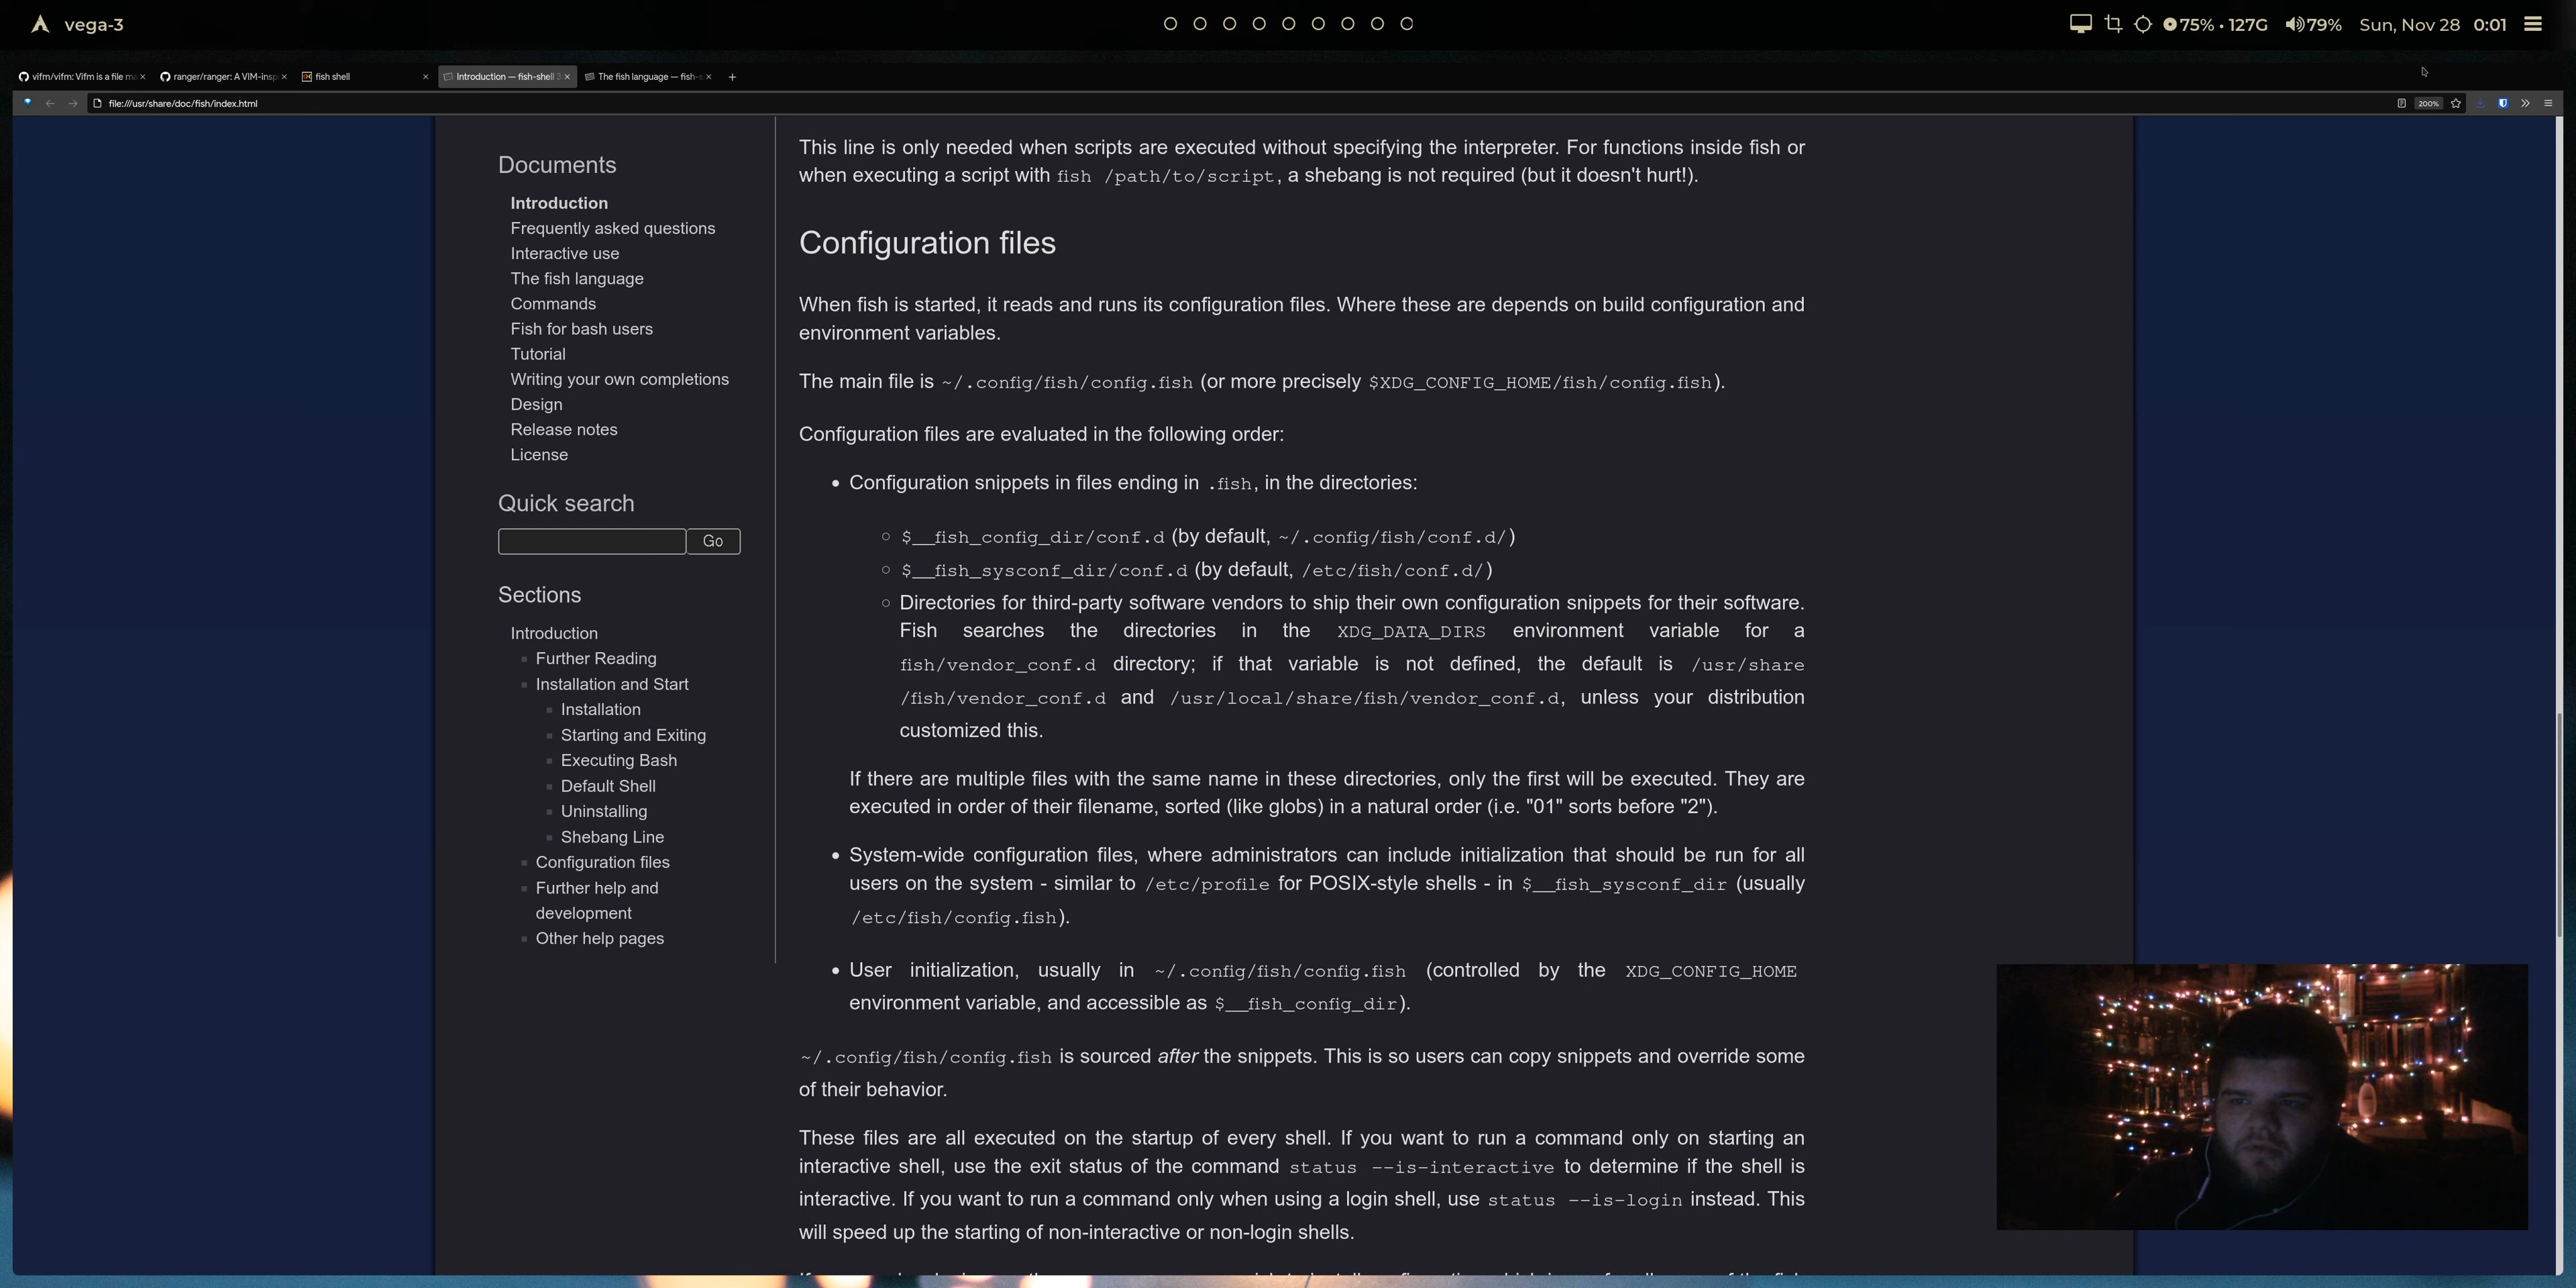 vega-3
75% • 127G
79%
Sun, Nov 28
0:01
vifm/vifm: Vifm is a file ma
ranger/ranger: A VIM-insp
fish shell
Introduction — fish-shell 3
The fish language — fish-s
file:///usr/share/doc/fish/index.html
200%
Documents
Introduction
Frequently asked questions
Interactive use
The fish language
Commands
Fish for bash users
Tutorial
Writing your own completions
Design
Release notes
License
Quick search
Go
Sections
Introduction
Further Reading
Installation and Start
Installation
Starting and Exiting
Executing Bash
Default Shell
Uninstalling
Shebang Line
Configuration files
Further help and
development
Other help pages
This line is only needed when scripts are executed without specifying the interpreter. For functions inside fish or
when executing a script with fish /path/to/script, a shebang is not required (but it doesn't hurt!).
Configuration files
When fish is started, it reads and runs its configuration files. Where these are depends on build configuration and
environment variables.
The main file is ~/.config/fish/config.fish (or more precisely $XDG_CONFIG_HOME/fish/config.fish).
Configuration files are evaluated in the following order:
• Configuration snippets in files ending in .fish, in the directories:
○ $__fish_config_dir/conf.d (by default, ~/.config/fish/conf.d/)
○ $__fish_sysconf_dir/conf.d (by default, /etc/fish/conf.d/)
○ Directories for third-party software vendors to ship their own configuration snippets for their software.
Fish searches the directories in the XDG_DATA_DIRS environment variable for a
fish/vendor_conf.d directory; if that variable is not defined, the default is /usr/share
/fish/vendor_conf.d and /usr/local/share/fish/vendor_conf.d, unless your distribution
customized this.
If there are multiple files with the same name in these directories, only the first will be executed. They are
executed in order of their filename, sorted (like globs) in a natural order (i.e. "01" sorts before "2").
• System-wide configuration files, where administrators can include initialization that should be run for all
users on the system - similar to /etc/profile for POSIX-style shells - in $__fish_sysconf_dir (usually
/etc/fish/config.fish).
• User initialization, usually in ~/.config/fish/config.fish (controlled by the XDG_CONFIG_HOME
environment variable, and accessible as $__fish_config_dir).
~/.config/fish/config.fish is sourced after the snippets. This is so users can copy snippets and override some
of their behavior.
These files are all executed on the startup of every shell. If you want to run a command only on starting an
interactive shell, use the exit status of the command status --is-interactive to determine if the shell is
interactive. If you want to run a command only when using a login shell, use status --is-login instead. This
will speed up the starting of non-interactive or non-login shells.